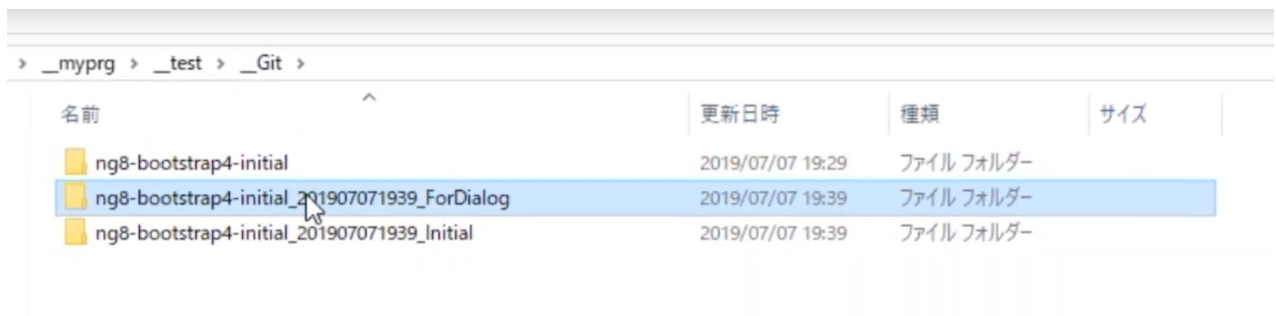 > __myprg > __test > __Git >
名前 更新日時 種類 サイズ
ng8-bootstrap4-initial 2019/07/07 19:29 ファイル フォルダー
ng8-bootstrap4-initial_201907071939_ForDialog 2019/07/07 19:39 ファイル フォルダー
ng8-bootstrap4-initial_201907071939_Initial 2019/07/07 19:39 ファイル フォルダー